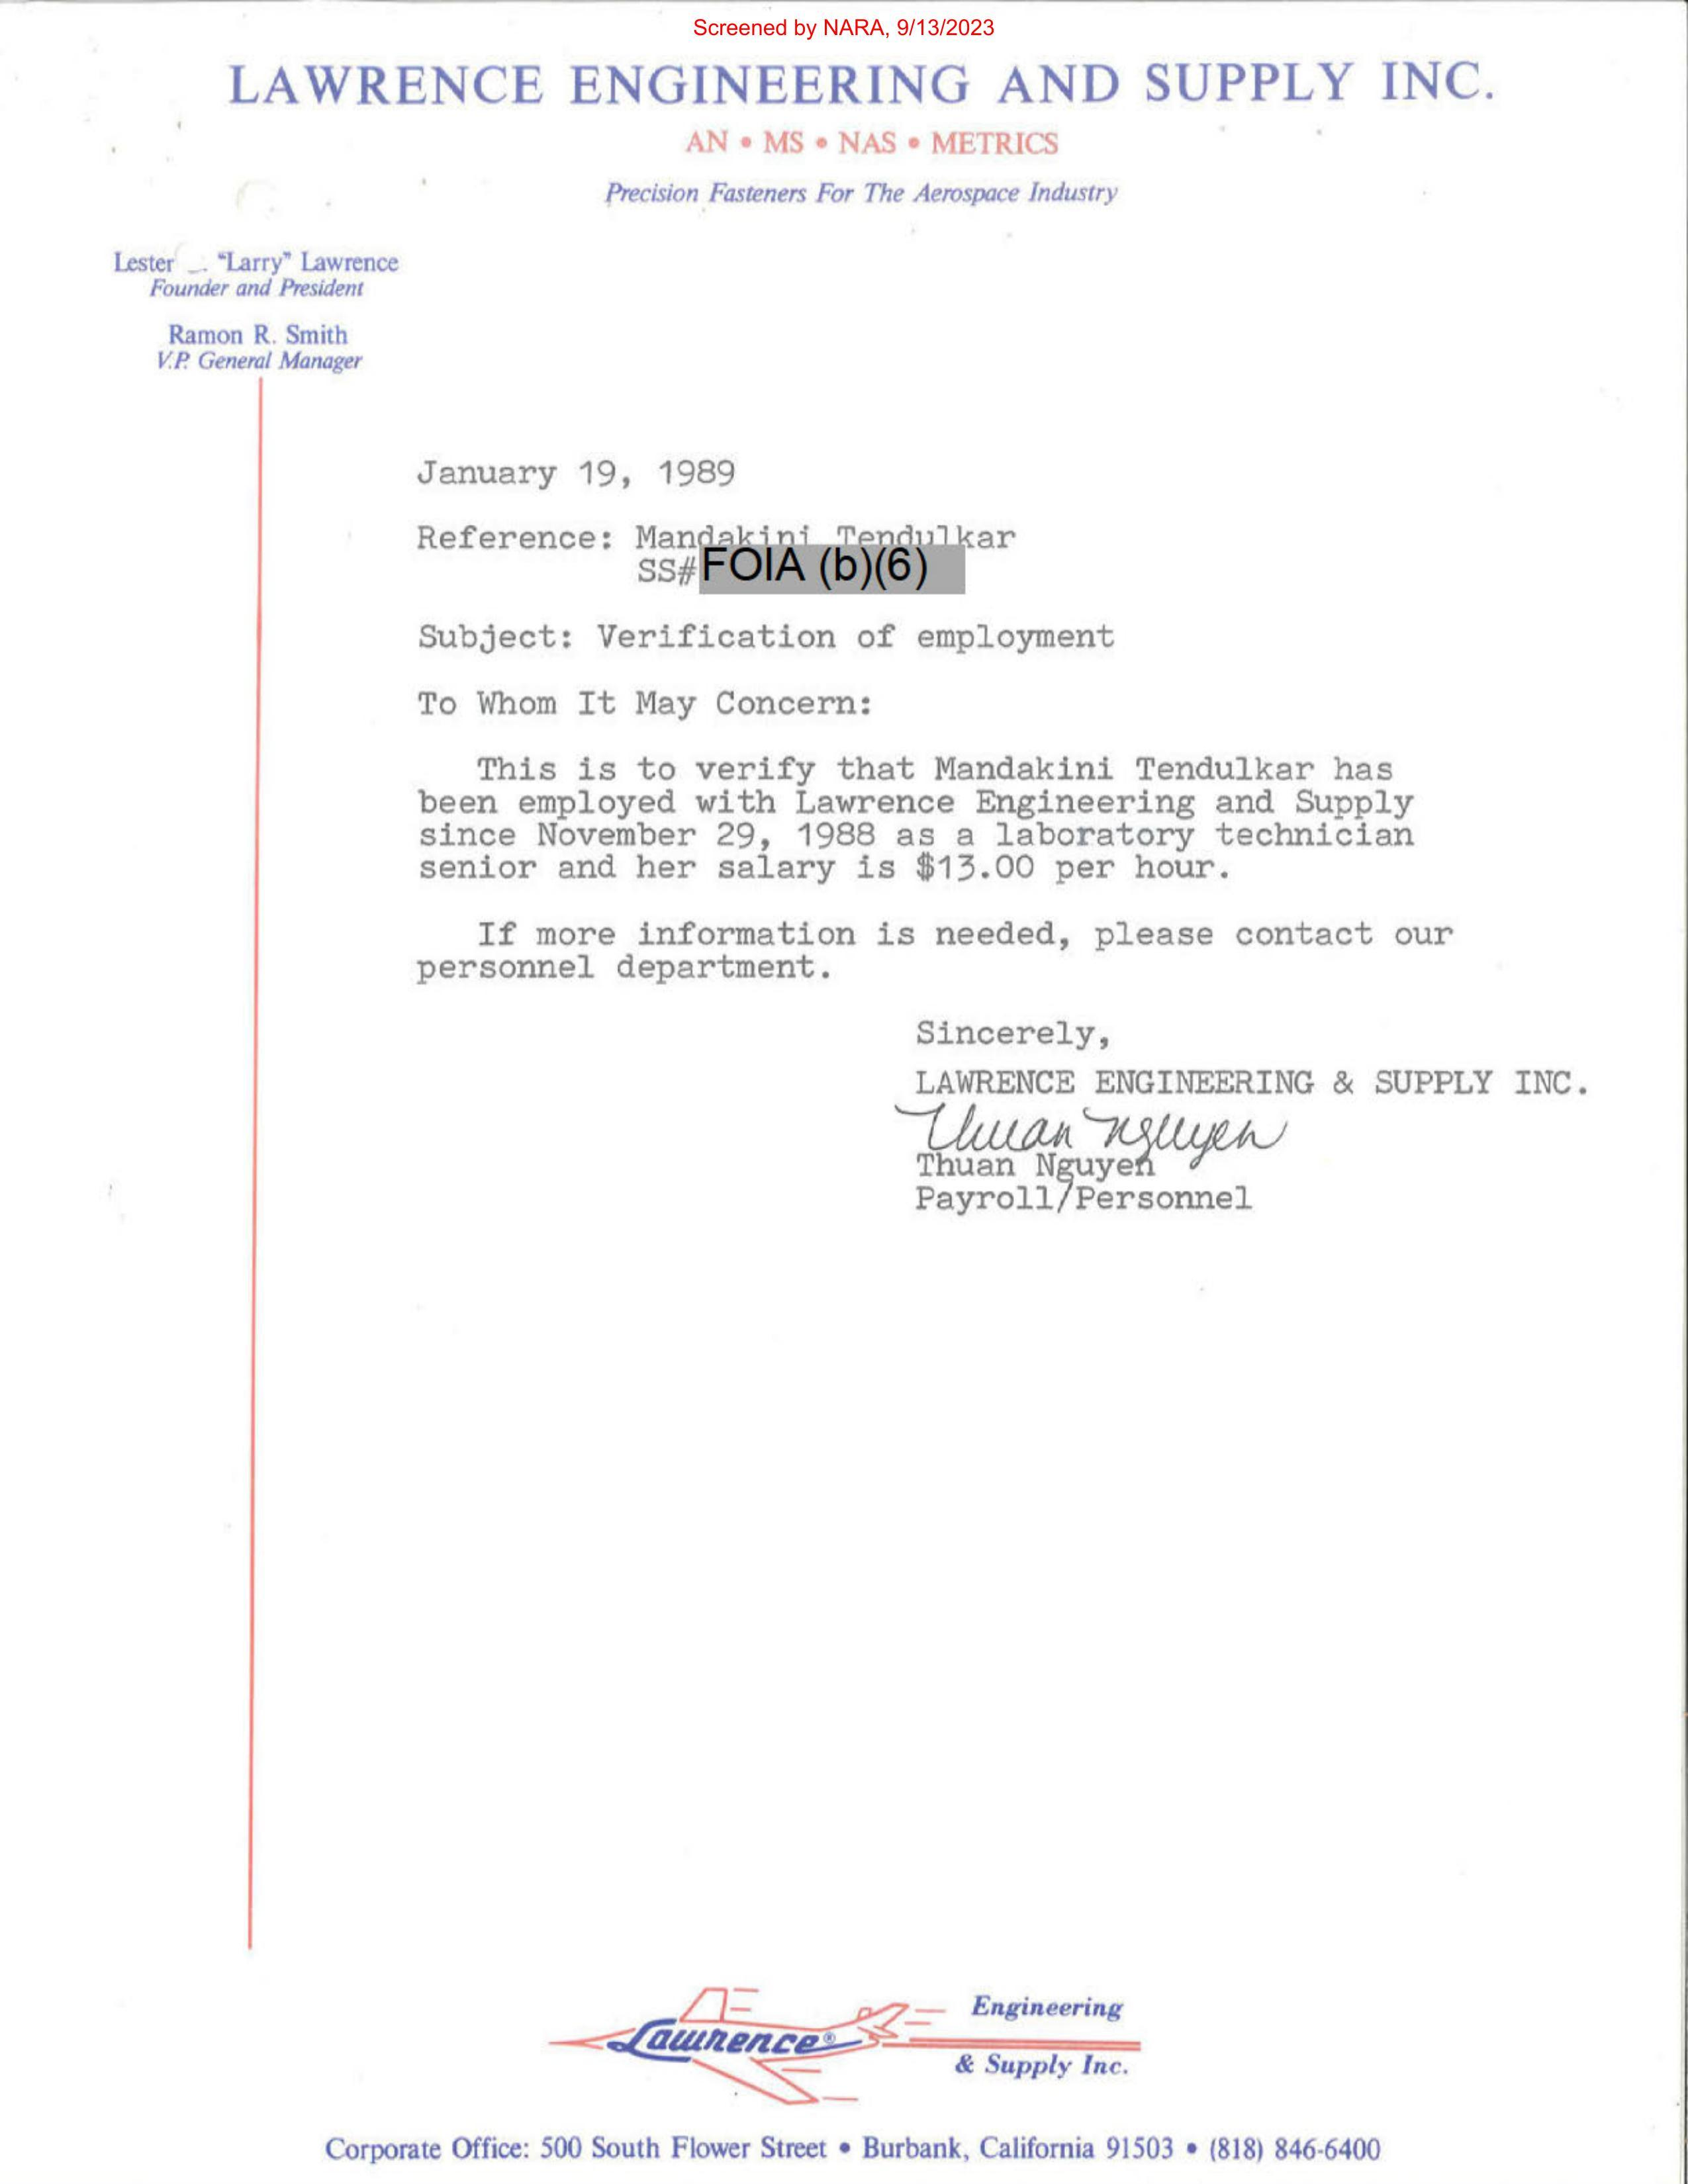 Screened by NARA, 9/13/2023
LAWRENCE ENGINEERING AND SUPPLY INC.
AN • MS • NAS • METRICS
Precision Fasteners For The Aerospace Industry
Lester "Larry" Lawrence
Founder and President
Ramon R. Smith
V.P. General Manager
January 19, 1989
Reference: Mandakini Tendulkar
SS# FOIA (b)(6)
Subject: Verification of employment
To Whom It May Concern:
This is to verify that Mandakini Tendulkar has
been employed with Lawrence Engineering and Supply
since November 29, 1988 as a laboratory technician
senior and her salary is $13.00 per hour.
If more information is needed, please contact our
personnel department.
Sincerely,
LAWRENCE ENGINEERING & SUPPLY INC.
Thuan Nguyen
Thuan Nguyen
Payroll/Personnel
Lawrence® Engineering
& Supply Inc.
Corporate Office: 500 South Flower Street • Burbank, California 91503 • (818) 846-6400